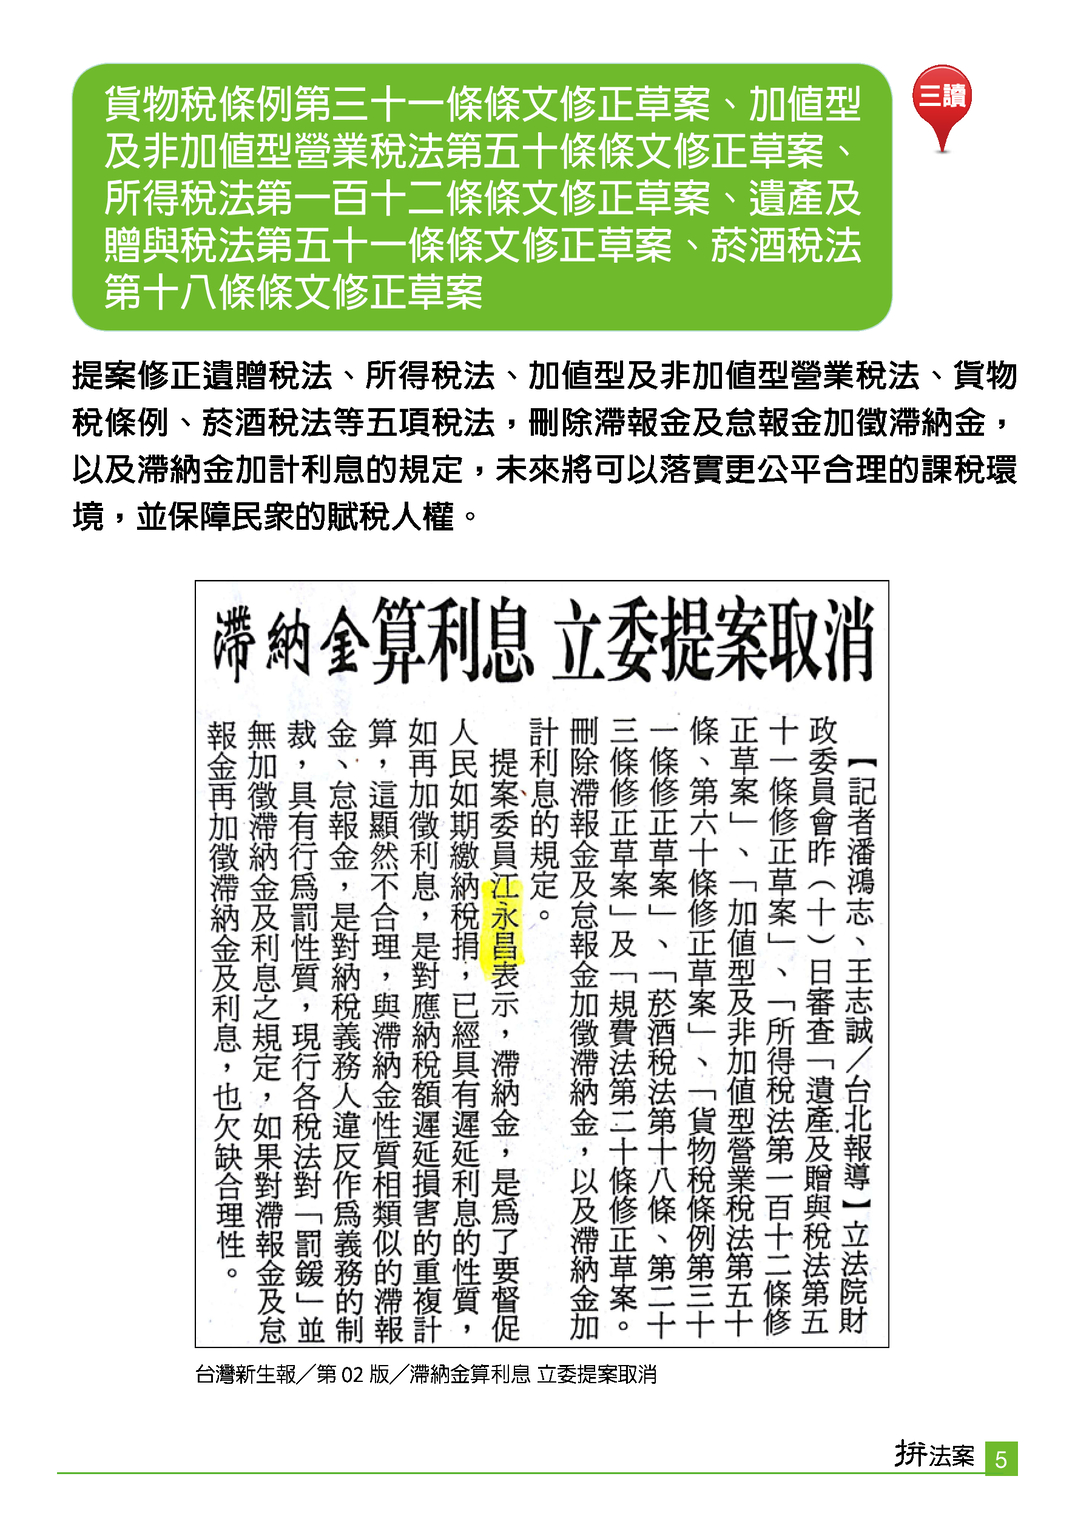 貨物稅條例第三十一條條文修正草案、加值型
及非加值型營業稅法第五十條條文修正草案、
所得稅法第一百十二條條文修正草案、遺產及
贈與稅法第五十一條條文修正草案、菸酒稅法
第十八條條文修正草案
三讀
提案修正遺贈稅法、所得稅法、加值型及非加值型營業稅法、貨物
稅條例、菸酒稅法等五項稅法，刪除滯報金及怠報金加徵滯納金，
以及滯納金加計利息的規定，未來將可以落實更公平合理的課稅環
境，並保障民眾的賦稅人權。
滯納金算利息 立委提案取消
【記者潘鴻志、王志誠／台北報導】立法院財
政委員會昨（十）日審查「遺產及贈與稅法第五
十一條修正草案」、「所得稅法第一百十二條修
正草案」、「加值型及非加值型營業稅法第五十
條、第六十條修正草案」、「貨物稅條例第三十
一條修正草案」、「菸酒稅法第十八條、第二十
三條修正草案」及「規費法第二十條修正草案。
刪除滯報金及怠報金加徵滯納金，以及滯納金加
計利息的規定。
提案委員江永昌表示，滯納金，是為了要督促
人民如期繳納稅捐，已經具有遲延利息的性質，
如再加徵利息，是對應納稅額遲延損害的重複計
算，這顯然不合理，與滯納金性質相類似的滯報
金、怠報金，是對納稅義務人違反作為義務的制
裁，具有行為罰性質，現行各稅法對「罰鍰」並
無加徵滯納金及利息之規定，如果對滯報金及怠
報金再加徵滯納金及利息，也欠缺合理性。
台灣新生報／第 02 版／滯納金算利息 立委提案取消
拚法案 5